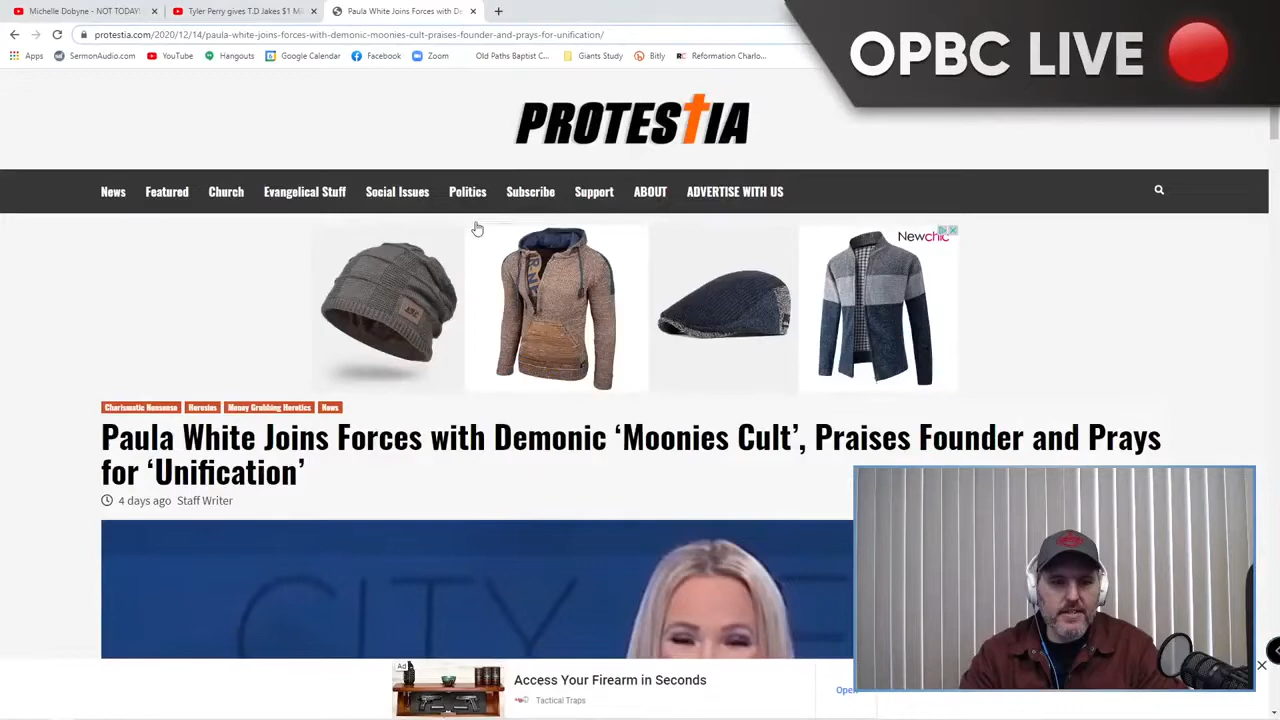 Michelle Dobyne - NOT TODAY!
Tyler Perry gives T.D Jakes $1 Mi
Paula White Joins Forces with De
OPBC LIVE
protestia.com/2020/12/14/paula-white-joins-forces-with-demonic-moonies-cult-praises-founder-and-prays-for-unification/
Apps SermonAudio.com YouTube Hangouts Google Calendar Facebook Zoom Old Paths Baptist C... Giants Study Bitly Reformation Charlo...
PROTESTIA
News Featured Church Evangelical Stuff Social Issues Politics Subscribe Support ABOUT ADVERTISE WITH US
Newchic
Charismatic Nonsense Heresies Money Grubbing Heretics News
Paula White Joins Forces with Demonic ‘Moonies Cult’, Praises Founder and Prays
for ‘Unification’
4 days ago Staff Writer
CITY
Ad
Access Your Firearm in Seconds
Tactical Traps
Open